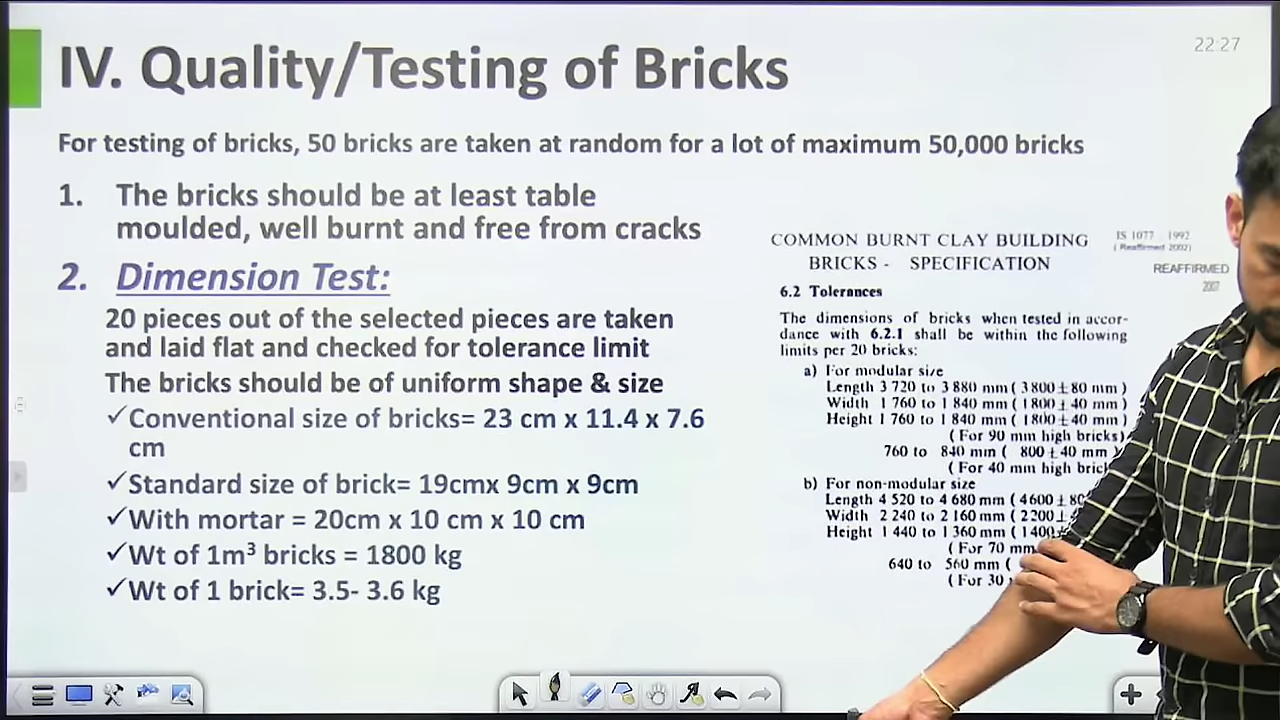 22:27
IV. Quality/Testing of Bricks
For testing of bricks, 50 bricks are taken at random for a lot of maximum 50,000 bricks
1. The bricks should be at least table
moulded, well burnt and free from cracks
2. Dimension Test:
20 pieces out of the selected pieces are taken
and laid flat and checked for tolerance limit
The bricks should be of uniform shape & size
✓Conventional size of bricks= 23 cm x 11.4 x 7.6
cm
✓Standard size of brick= 19cmx 9cm x 9cm
✓With mortar = 20cm x 10 cm x 10 cm
✓Wt of 1m³ bricks = 1800 kg
✓Wt of 1 brick= 3.5- 3.6 kg
COMMON BURNT CLAY BUILDING
BRICKS - SPECIFICATION
IS 1077 1992
( Reaffirmed 2002)
REAFFIRMED
2007
6.2 Tolerances
The dimensions of bricks when tested in accor-
dance with 6.2.1 shall be within the following
limits per 20 bricks:
a) For modular size
Length 3 720 to 3 880 mm ( 3 800 ± 80 mm )
Width 1 760 to 1 840 mm ( 1 800 ± 40 mm )
Height 1 760 to 1 840 mm ( 1 800 ± 40 mm )
( For 90 mm high bricks)
760 to 840 mm ( 800 ± 40 mm )
( For 40 mm high
b) For non-modular size
Length 4 520 to 4 680 mm ( 4 600 ± 80
Width 2 240 to 2 160 mm ( 2 200 ±
Height 1 440 to 1 360 mm ( 1 400 ±
( For 70 mm
640 to 560 mm (
( For 30